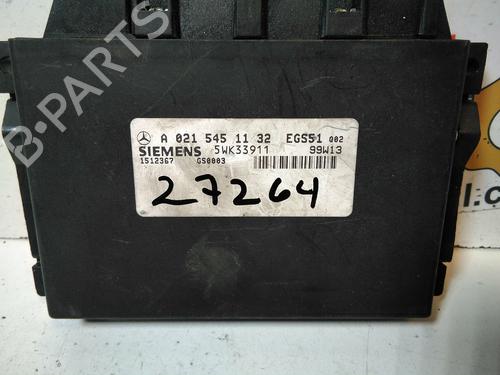 A 021 545 11 32 EGS51 002
SIEMENS 5WK33911 99W13
1512367 GS0003
27264
B-PARTS